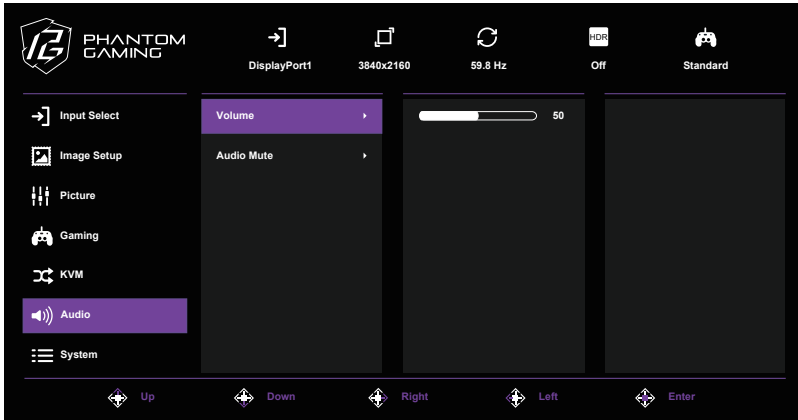 PHANTOM
GAMING
DisplayPort1
3840x2160
59.8 Hz
HDR
Off
Standard
Input Select
Volume
50
Image Setup
Audio Mute
Picture
Gaming
KVM
Audio
System
Up
Down
Right
Left
Enter